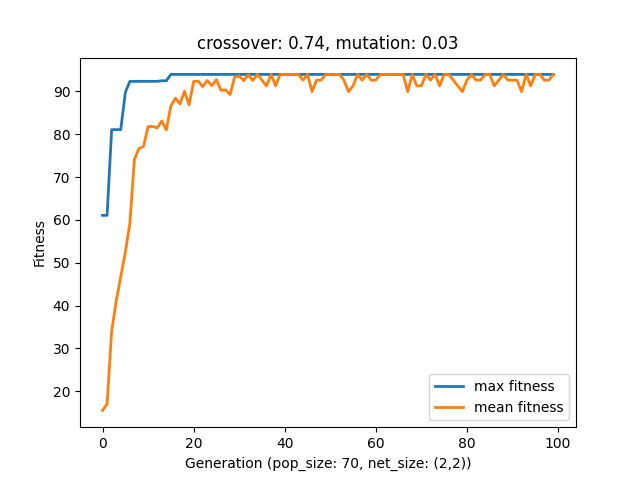 crossover: 0.74, mutation: 0.03
Fitness
90
80
70
60
50
40
30
20
0 20 40 60 80 100
Generation (pop_size: 70, net_size: (2,2))
max fitness
mean fitness